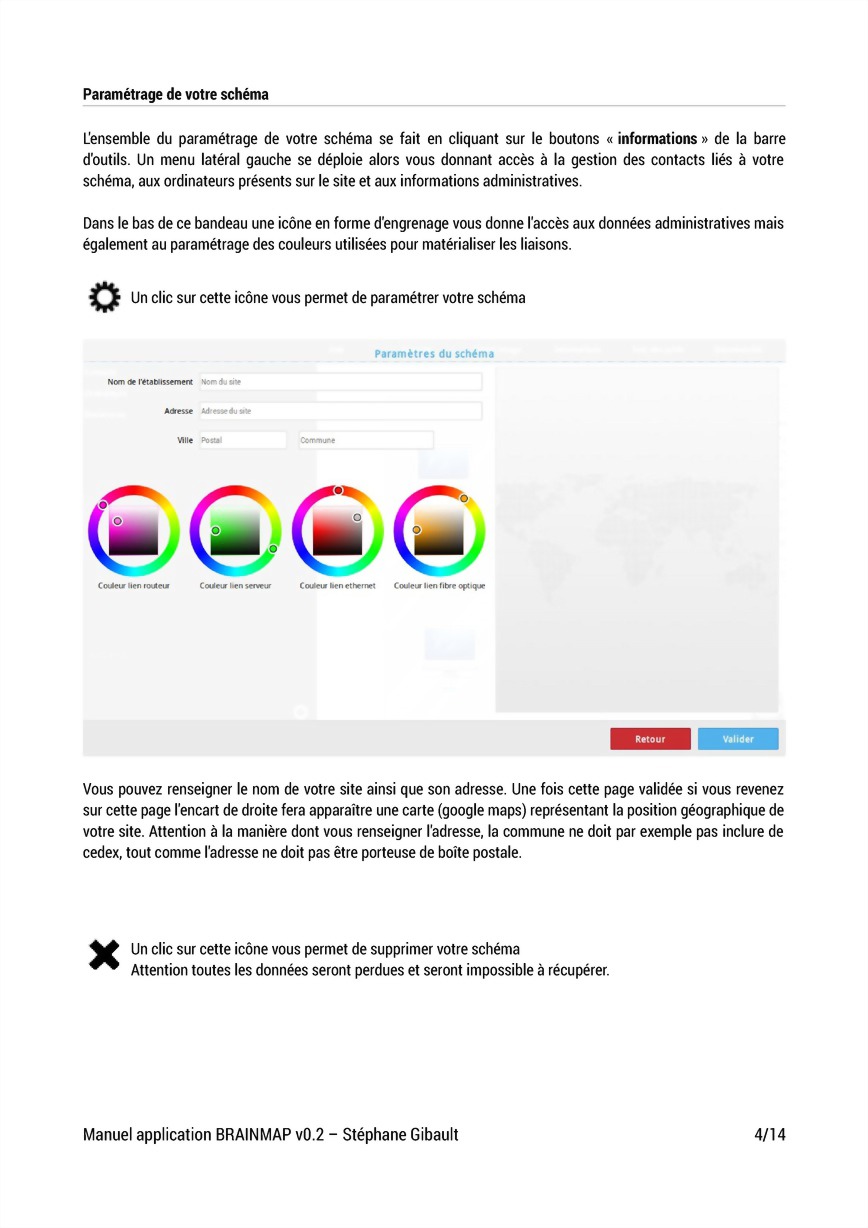 Paramétrage de votre schéma
L'ensemble du paramétrage de votre schéma se fait en cliquant sur le boutons « informations » de la barre
d'outils. Un menu latéral gauche se déploie alors vous donnant accès à la gestion des contacts liés à votre
schéma, aux ordinateurs présents sur le site et aux informations administratives.
Dans le bas de ce bandeau une icône en forme d'engrenage vous donne l'accès aux données administratives mais
également au paramétrage des couleurs utilisées pour matérialiser les liaisons.
Un clic sur cette icône vous permet de paramétrer votre schéma
Paramètres du schéma
Nom de l'établissement Nom du site
Adresse Adresse du site
Ville Postal Commune
Couleur lien routeur Couleur lien serveur Couleur lien ethernet Couleur lien fibre optique
Retour Valider
Vous pouvez renseigner le nom de votre site ainsi que son adresse. Une fois cette page validée si vous revenez
sur cette page l'encart de droite fera apparaître une carte (google maps) représentant la position géographique de
votre site. Attention à la manière dont vous renseigner l'adresse, la commune ne doit par exemple pas inclure de
cedex, tout comme l'adresse ne doit pas être porteuse de boîte postale.
Un clic sur cette icône vous permet de supprimer votre schéma
Attention toutes les données seront perdues et seront impossible à récupérer.
Manuel application BRAINMAP v0.2 – Stéphane Gibault 4/14